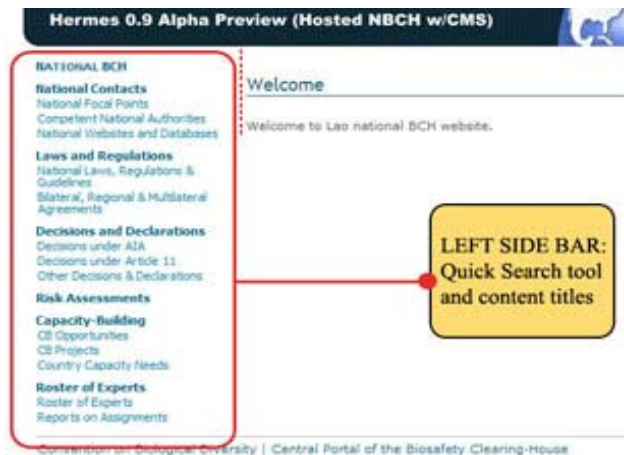 Hermes 0.9 Alpha Preview (Hosted NBCH w/CMS)
NATIONAL BCH
National Contacts
National Focal Points
Competent National Authorities
National Websites and Databases
Laws and Regulations
National Laws, Regulations &
Guidelines
Bilateral, Regional & Multilateral
Agreements
Decisions and Declarations
Decisions under AIA
Decisions under Article 11
Other Decisions & Declarations
Risk Assessments
Capacity-Building
CB Opportunities
CB Projects
Country Capacity Needs
Roster of Experts
Roster of Experts
Reports on Assignments
Welcome
Welcome to Lao national BCH website.
LEFT SIDE BAR:
Quick Search tool
and content titles
Convention on Biological Diversity | Central Portal of the Biosafety Clearing-House